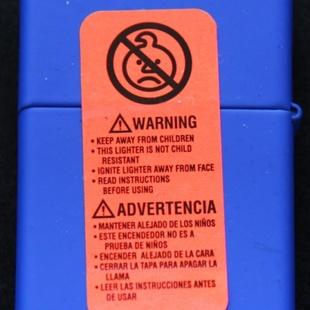 ⚠ WARNING
• KEEP AWAY FROM CHILDREN
• THIS LIGHTER IS NOT CHILD
RESISTANT
• IGNITE LIGHTER AWAY FROM FACE
• READ INSTRUCTIONS
BEFORE USING
⚠ ADVERTENCIA
• MANTENER ALEJADO DE LOS NIÑOS
• ESTE ENCENDEDOR NO ES A
PRUEBA DE NIÑOS
• ENCENDER ALEJADO DE LA CARA
• CERRAR LA TAPA PARA APAGAR LA
LLAMA
• LEER LAS INSTRUCCIONES ANTES
DE USAR